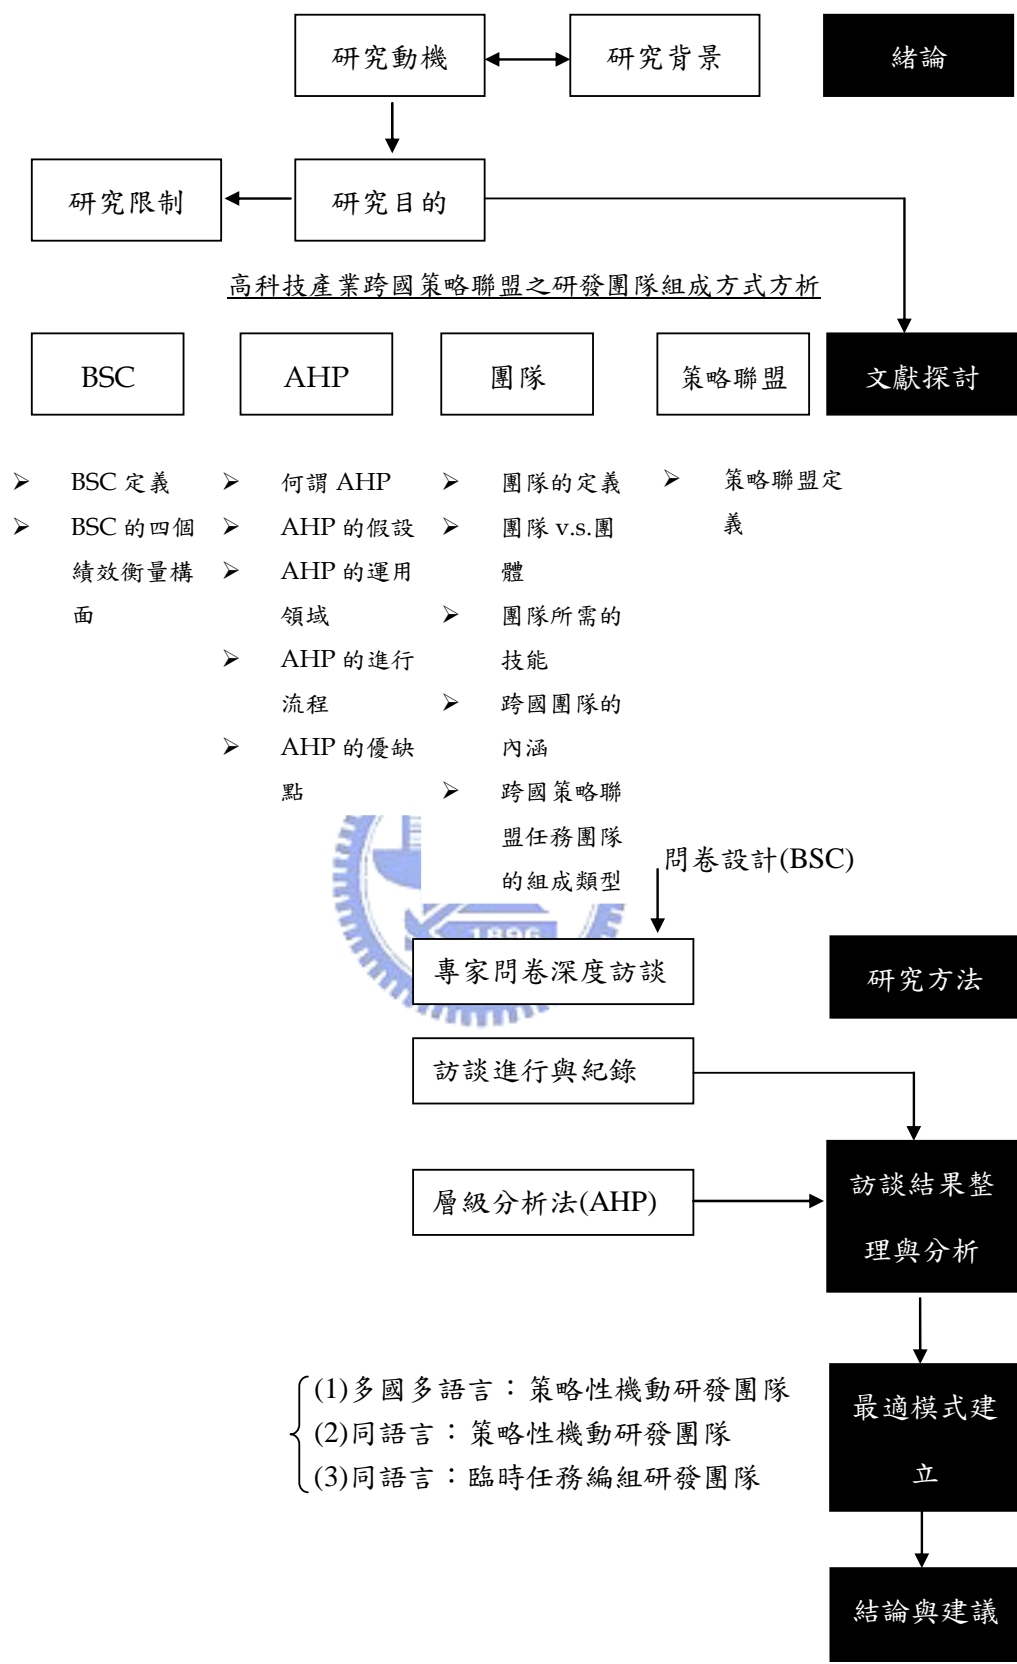 研究動機
研究背景
緒論
研究限制
研究目的
高科技產業跨國策略聯盟之研發團隊組成方式方析
BSC
AHP
團隊
策略聯盟
文獻探討
➢ BSC 定義
➢ BSC 的四個
績效衡量構
面
➢ 何謂 AHP
➢ AHP 的假設
➢ AHP 的運用
領域
➢ AHP 的進行
流程
➢ AHP 的優缺
點
➢ 團隊的定義
➢ 團隊 v.s.團
體
➢ 團隊所需的
技能
➢ 跨國團隊的
內涵
➢ 跨國策略聯
盟任務團隊
的組成類型
➢ 策略聯盟定
義
問卷設計(BSC)
1896
專家問卷深度訪談
研究方法
訪談進行與紀錄
層級分析法(AHP)
訪談結果整
理與分析
(1)多國多語言：策略性機動研發團隊
(2)同語言：策略性機動研發團隊
(3)同語言：臨時任務編組研發團隊
最適模式建
立
結論與建議